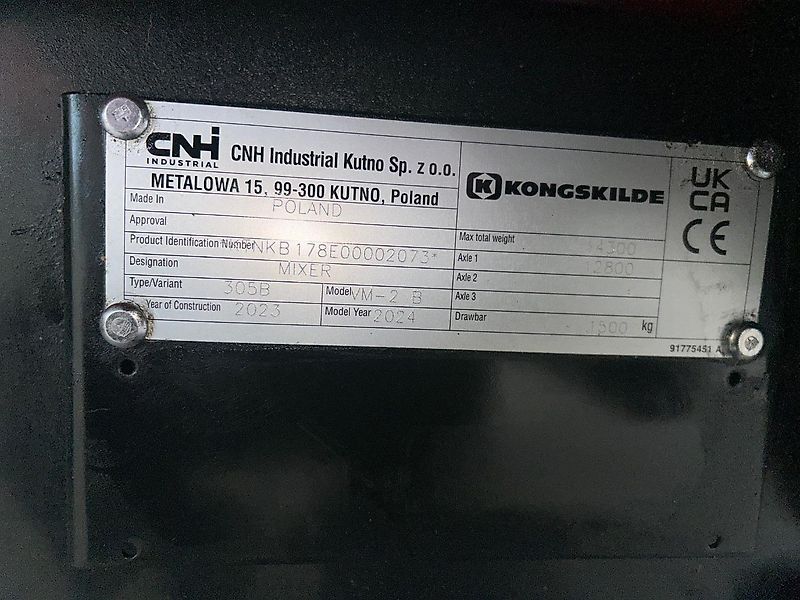 CNH INDUSTRIAL CNH Industrial Kutno Sp. z o.o.
METALOWA 15, 99-300 KUTNO, Poland
KONGSKILDE
UK CA
CE
Made In POLAND
Approval
Product Identification Number NKB178E00002073*
Designation MIXER
Type/Variant 305B Model VM-2 B
Year of Construction 2023 Model Year 2024
Max total weight 14300
Axle 1 12800
Axle 2
Axle 3
Drawbar 1500 kg
91775451 A